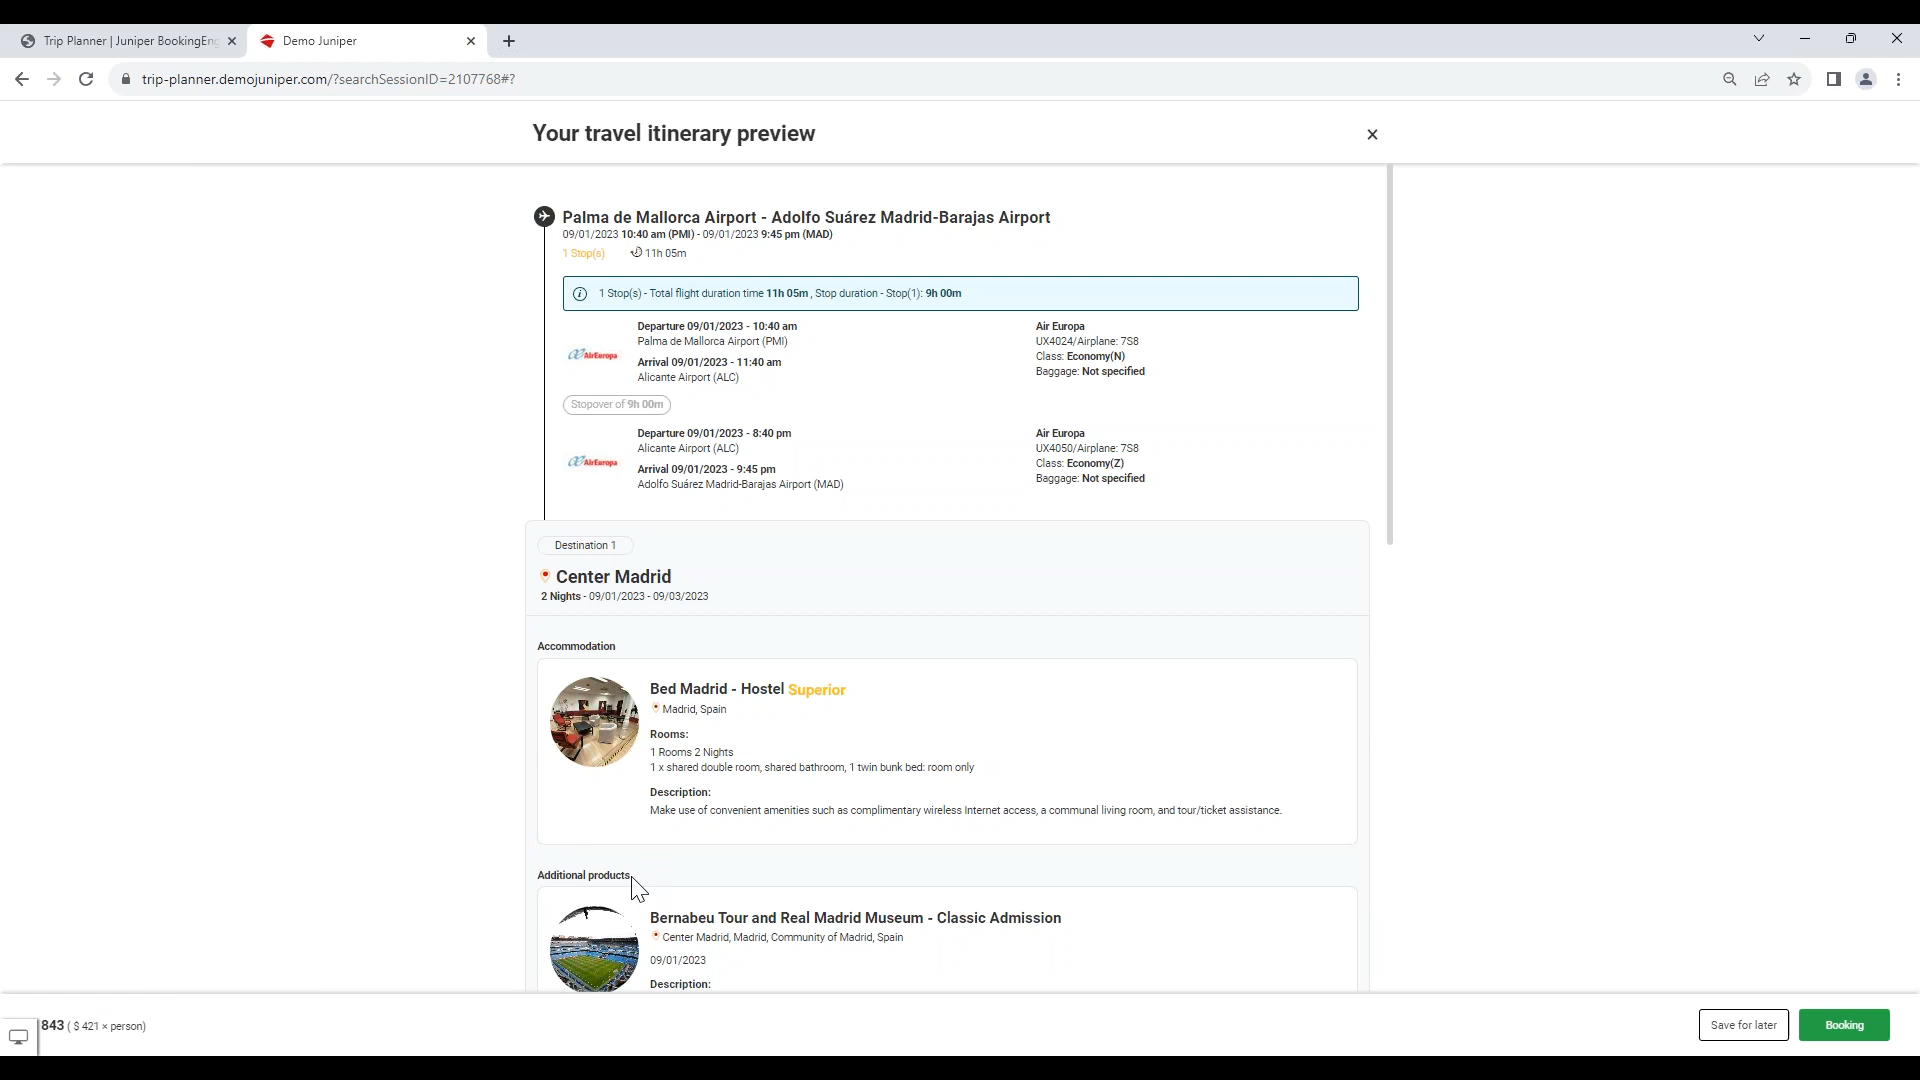 Trip Planner | Juniper BookingEng
Demo Juniper
trip-planner.demojuniper.com/?searchSessionID=2107768#?
Your travel itinerary preview
Palma de Mallorca Airport - Adolfo Suárez Madrid-Barajas Airport
09/01/2023 10:40 am (PMI) - 09/01/2023 9:45 pm (MAD)
1 Stop(s) 11h 05m
1 Stop(s) - Total flight duration time 11h 05m , Stop duration - Stop(1): 9h 00m
Departure 09/01/2023 - 10:40 am
Palma de Mallorca Airport (PMI)
AirEuropa
Arrival 09/01/2023 - 11:40 am
Alicante Airport (ALC)
Air Europa
UX4024/Airplane: 7S8
Class: Economy(N)
Baggage: Not specified
Stopover of 9h 00m
Departure 09/01/2023 - 8:40 pm
Alicante Airport (ALC)
AirEuropa
Arrival 09/01/2023 - 9:45 pm
Adolfo Suárez Madrid-Barajas Airport (MAD)
Air Europa
UX4050/Airplane: 7S8
Class: Economy(Z)
Baggage: Not specified
Destination 1
Center Madrid
2 Nights - 09/01/2023 - 09/03/2023
Accommodation
Bed Madrid - Hostel Superior
Madrid, Spain
Rooms:
1 Rooms 2 Nights
1 x shared double room, shared bathroom, 1 twin bunk bed: room only
Description:
Make use of convenient amenities such as complimentary wireless Internet access, a communal living room, and tour/ticket assistance.
Additional products
Bernabeu Tour and Real Madrid Museum - Classic Admission
Center Madrid, Madrid, Community of Madrid, Spain
09/01/2023
Description:
843 ( $ 421 × person)
Save for later
Booking